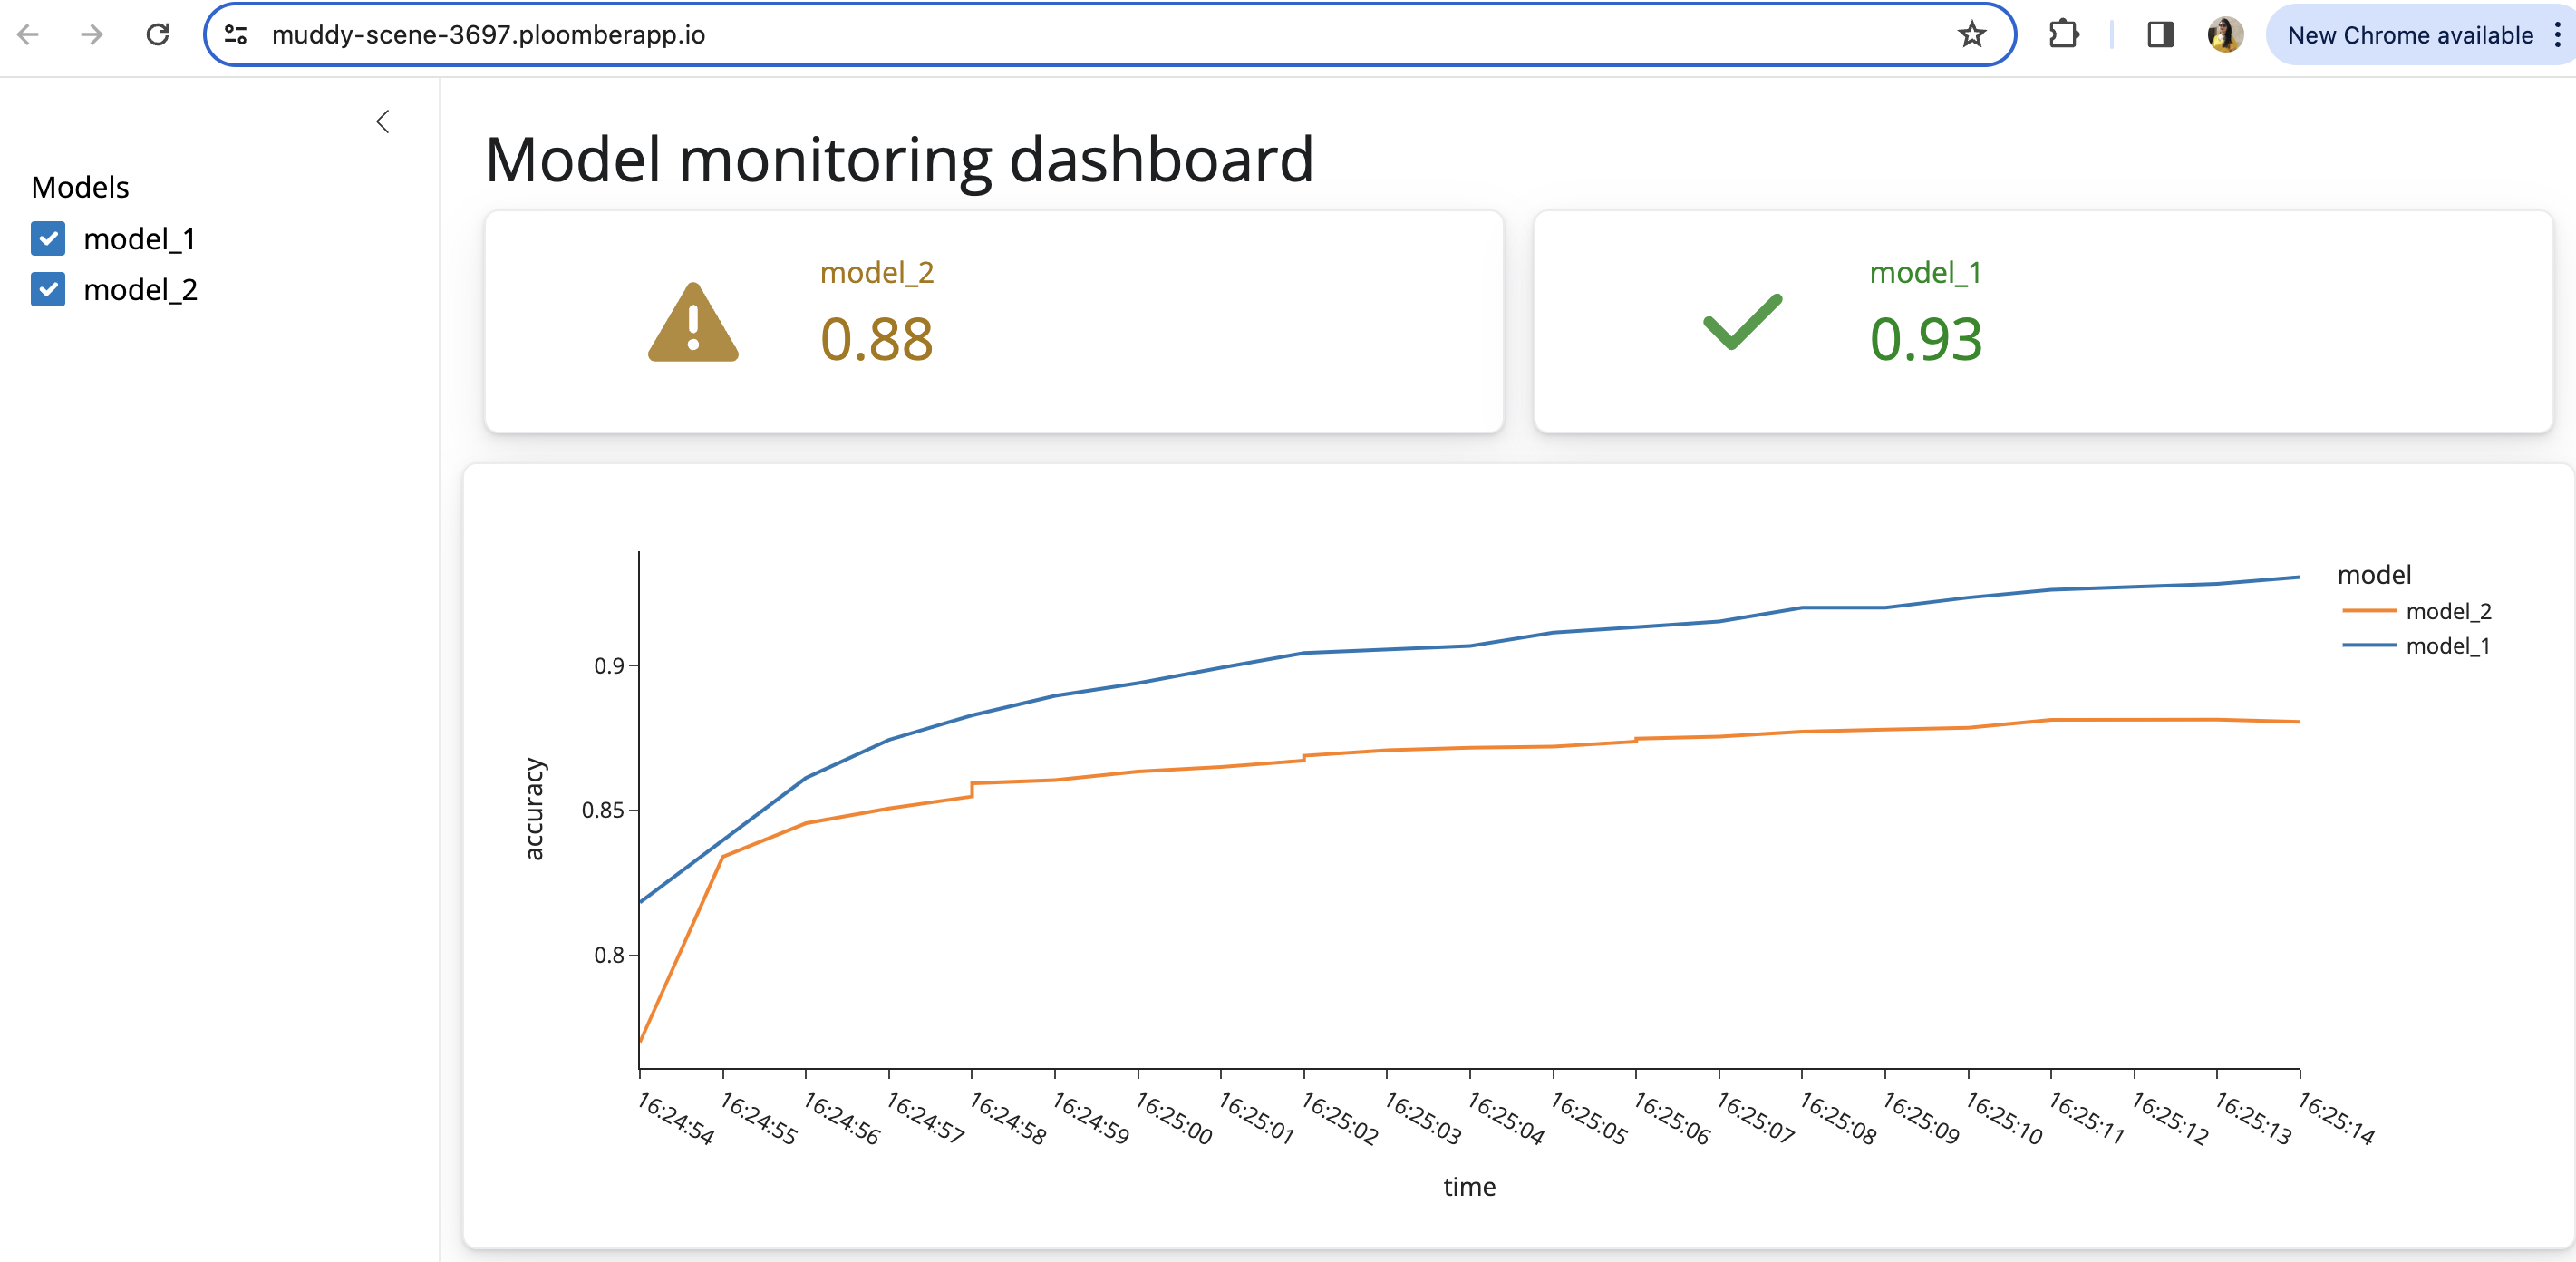 muddy-scene-3697.ploomberapp.io
New Chrome available
Models
model_1
model_2
Model monitoring dashboard
model_2
0.88
model_1
0.93
model
model_2
model_1
accuracy
0.9
0.85
0.8
16:24:54 16:24:55 16:24:56 16:24:57 16:24:58 16:24:59 16:25:00 16:25:01 16:25:02 16:25:03 16:25:04 16:25:05 16:25:06 16:25:07 16:25:08 16:25:09 16:25:10 16:25:11 16:25:12 16:25:13 16:25:14
time